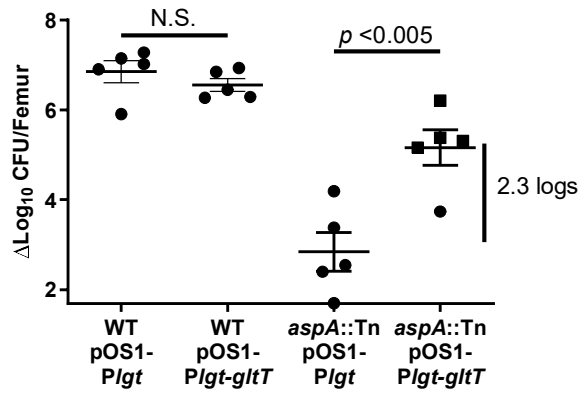 N.S.
p <0.005
8
6
4
2
ΔLog₁₀ CFU/Femur
2.3 logs
WT
pOS1-
Plgt
WT
pOS1-
Plgt-gltT
aspA::Tn
pOS1-
Plgt
aspA::Tn
pOS1-
Plgt-gltT